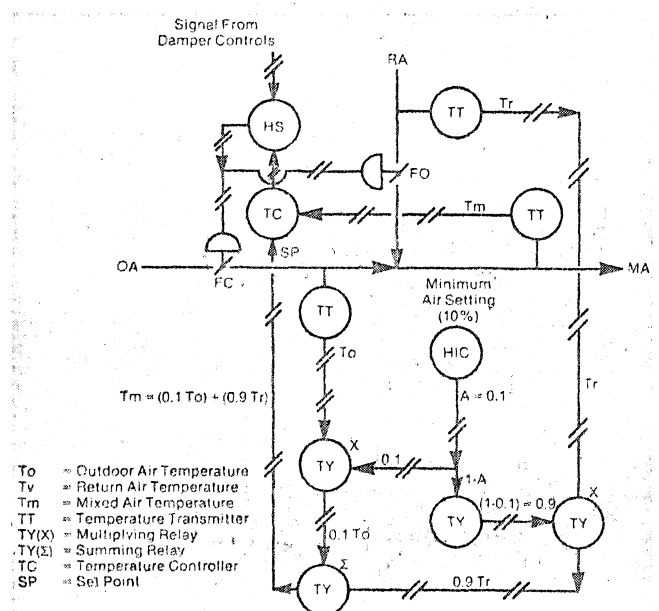 Signal From
Damper Controls
RA
TT
Tr
HS
FO
TC
Tm
TT
SP
OA
FC
MA
Minimum
Air Setting
(10%)
TT
HIC
To
A = 0.1
Tr
Tm = (0.1 To) + (0.9 Tr)
X
TY
0.1
1-A
X
TY
(1-0.1) = 0.9
TY
0.1 To
Σ
TY
0.9 Tr
To = Outdoor Air Temperature
Tv = Return Air Temperature
Tm = Mixed Air Temperature
TT = Temperature Transmitter
TY(X) = Multiplying Relay
TY(Σ) = Summing Relay
TC = Temperature Controller
SP = Set Point